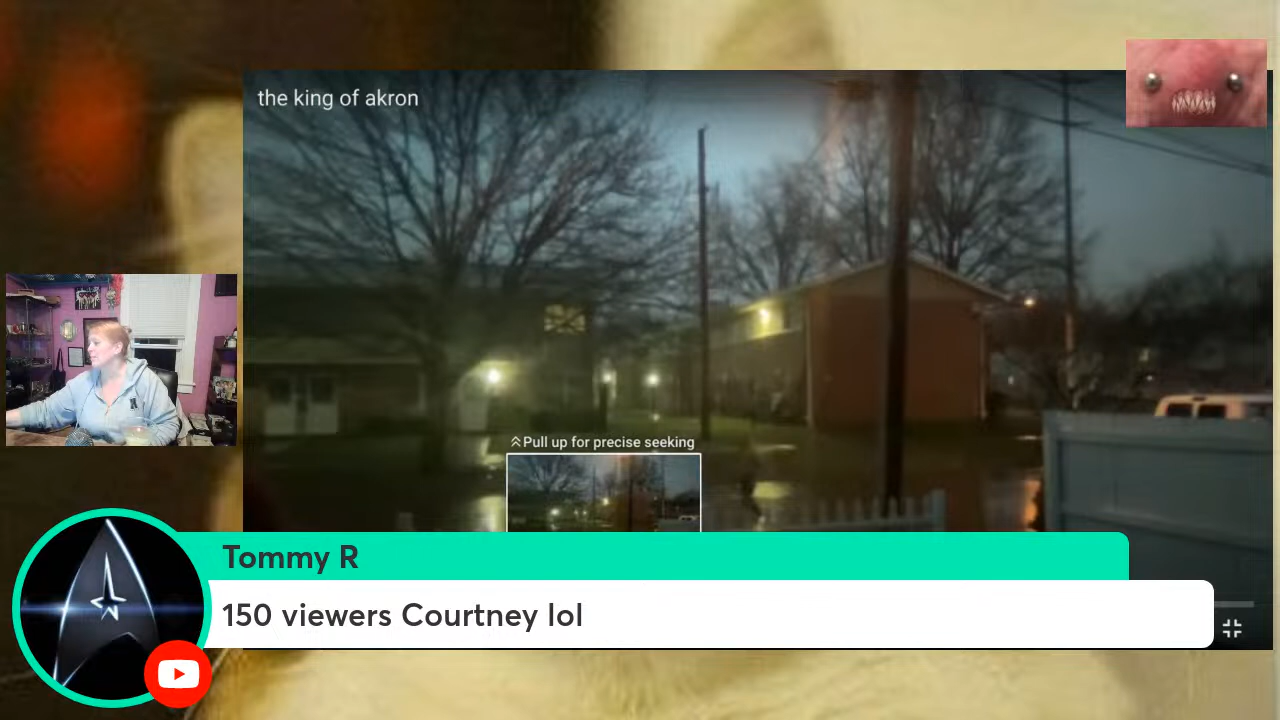 the king of akron
Pull up for precise seeking
Tommy R
150 viewers Courtney lol